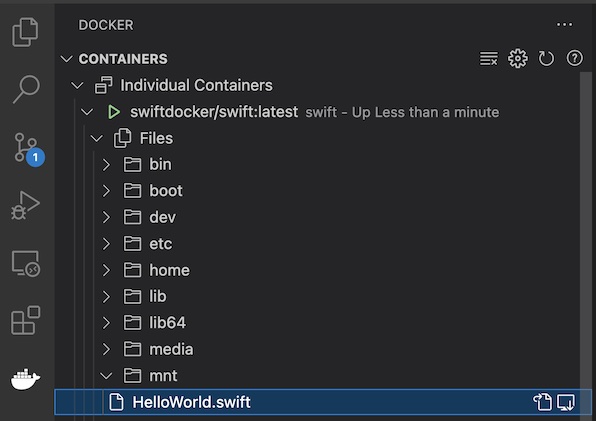 DOCKER
CONTAINERS
Individual Containers
swiftdocker/swift:latest swift - Up Less than a minute
Files
bin
boot
dev
1
etc
home
lib
lib64
media
mnt
HelloWorld.swift